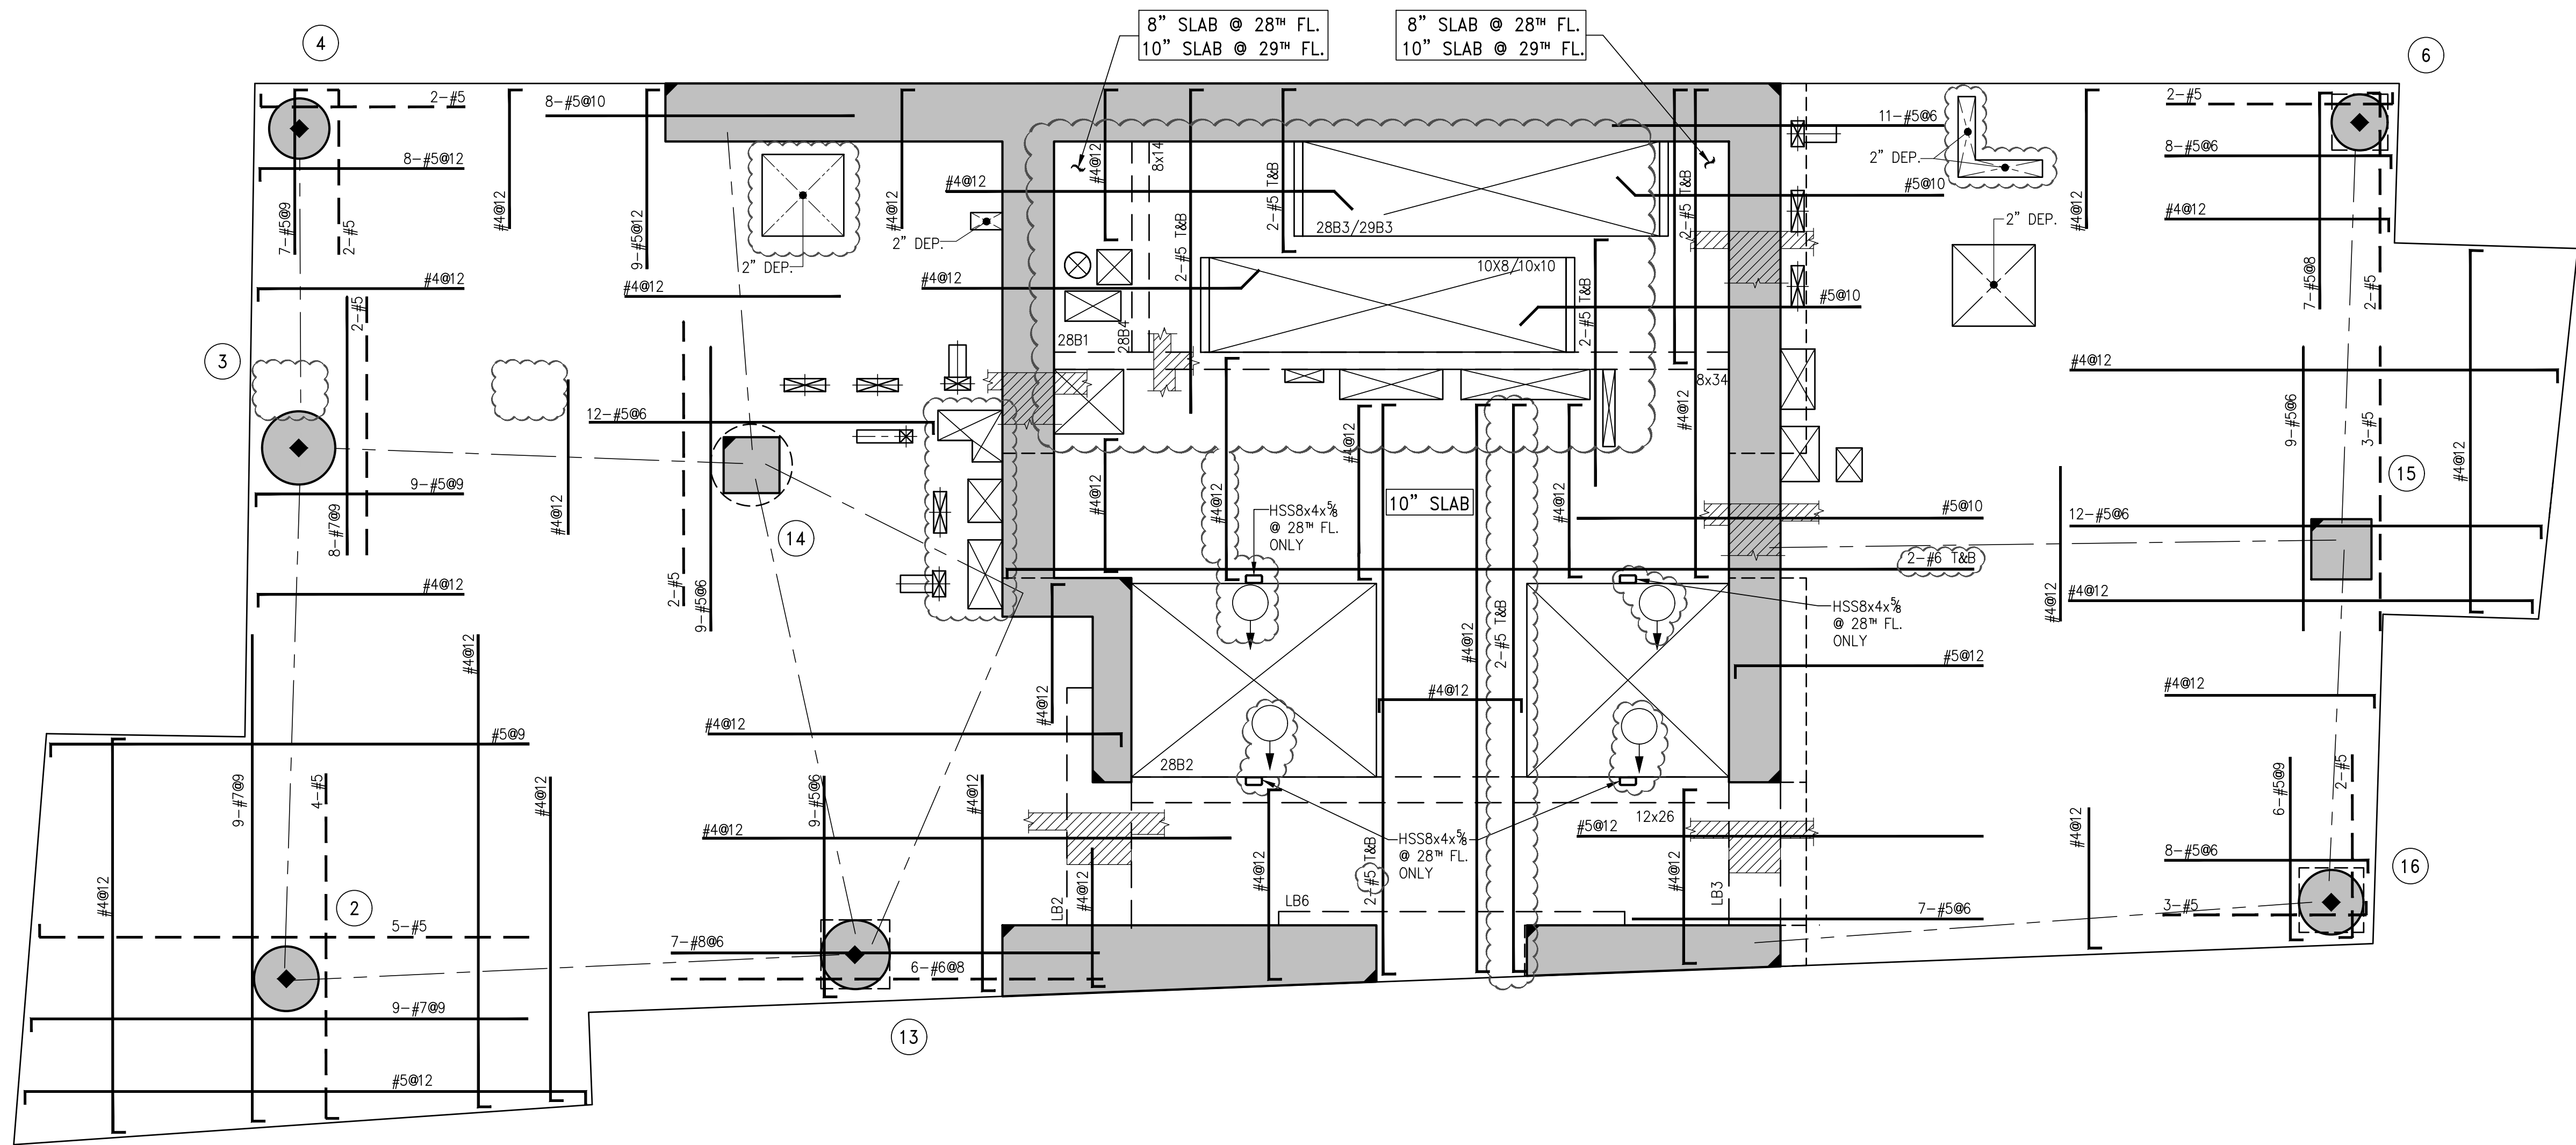 8” SLAB @ 28TH FL.
10” SLAB @ 29TH FL.
8” SLAB @ 28TH FL.
10” SLAB @ 29TH FL.
4
6
2-#5
8-#5@10
11-#5@6
2-#5
8-#5@12
#4@12
9-#5@12
#4@12
#4@12
8x14
2-#5 T&B
2-#5 T&B
2-#5 T&B
2” DEP.
8-#5@6
#4@12
#5@10
#4@12
#4@12
7-#5@9
2-#5
2” DEP.
2” DEP.
28B3/29B3
2” DEP.
7-#5@8
2-#5
#4@12
#4@12
#4@12
10X8/10x10
#5@10
2-#5 T&B
3
2-#5
28B1
28B4
#4@12
8x34
#4@12
12-#5@6
9-#5@6
3-#5
#4@12
9-#5@9
8-#7@9
#4@12
#4@12
#4@12
#4@12
#4@12
10” SLAB
HSS8x4x⅝
@ 28TH FL.
ONLY
#5@10
12-#5@6
15
14
2-#5
9-#5@6
#4@12
2-#6 T&B
#4@12
#4@12
HSS8x4x⅝
@ 28TH FL.
ONLY
#4@12
#4@12
2-#5 T&B
#5@12
#4@12
#4@12
#4@12
#4@12
#5@9
28B2
9-#7@9
4-#5
#4@12
9-#5@6
#4@12
6-#5@9
2-#5
#4@12
#4@12
#5@12
12x26
HSS8x4x⅝
@ 28TH FL.
ONLY
#4@12
#4@12
2-#5 T&B
#4@12
8-#5@6
16
#4@12
2
LB2
LB6
LB3
3-#5
7-#5@6
5-#5
7-#8@6
6-#6@8
9-#7@9
13
#5@12